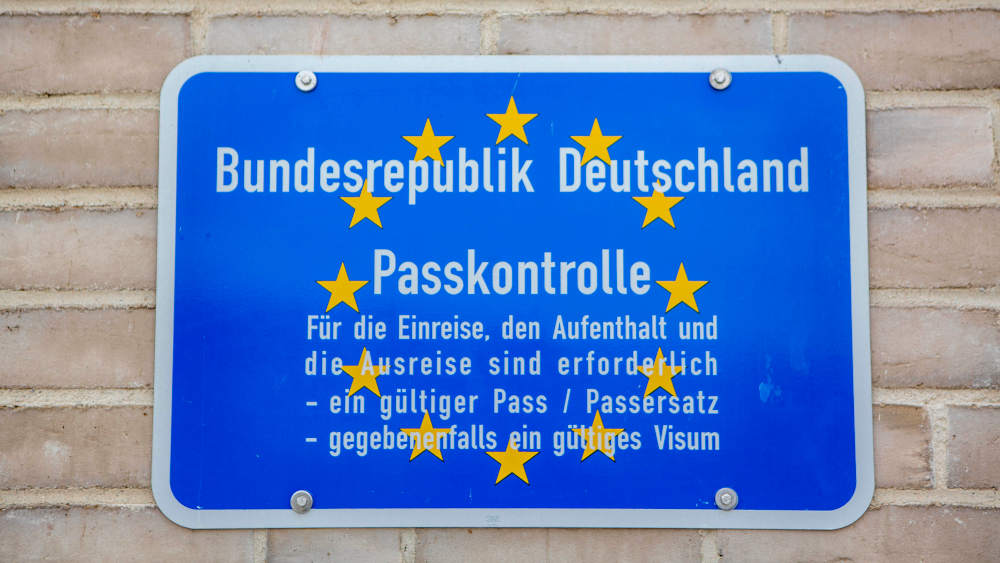 Bundesrepublik Deutschland
Passkontrolle
Für die Einreise, den Aufenthalt und
die Ausreise sind erforderlich
- ein gültiger Pass / Passersatz
- gegebenenfalls ein gültiges Visum